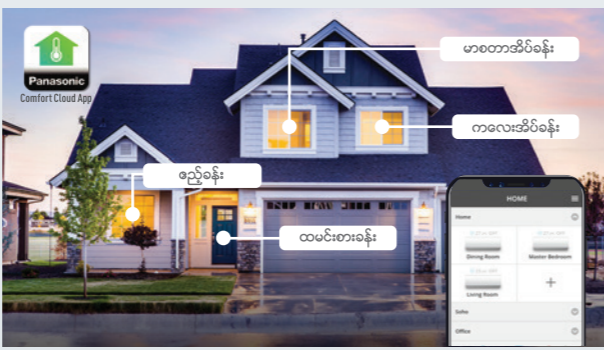 Panasonic
Comfort Cloud App
မာစတာအိပ်ခန်း
ကလေးအိပ်ခန်း
ဧည့်ခန်း
ထမင်းစားခန်း
HOME
Home
Dining Room
Master Bedroom
Living Room
+
Soho
Office